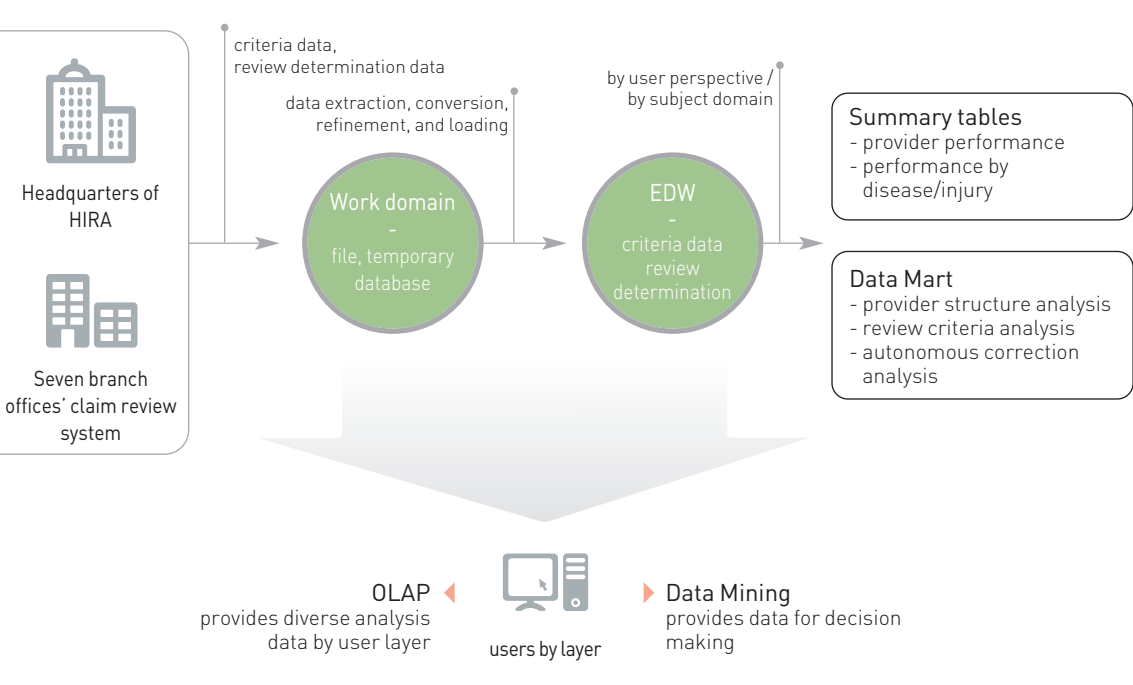 criteria data,
review determination data
data extraction, conversion,
refinement, and loading
by user perspective /
by subject domain
Headquarters of
HIRA
Seven branch
offices’ claim review
system
Work domain
-
file, temporary
database
EDW
-
criteria data
review
determination
Summary tables
- provider performance
- performance by
disease/injury
Data Mart
- provider structure analysis
- review criteria analysis
- autonomous correction
analysis
OLAP
provides diverse analysis
data by user layer
users by layer
Data Mining
provides data for decision
making